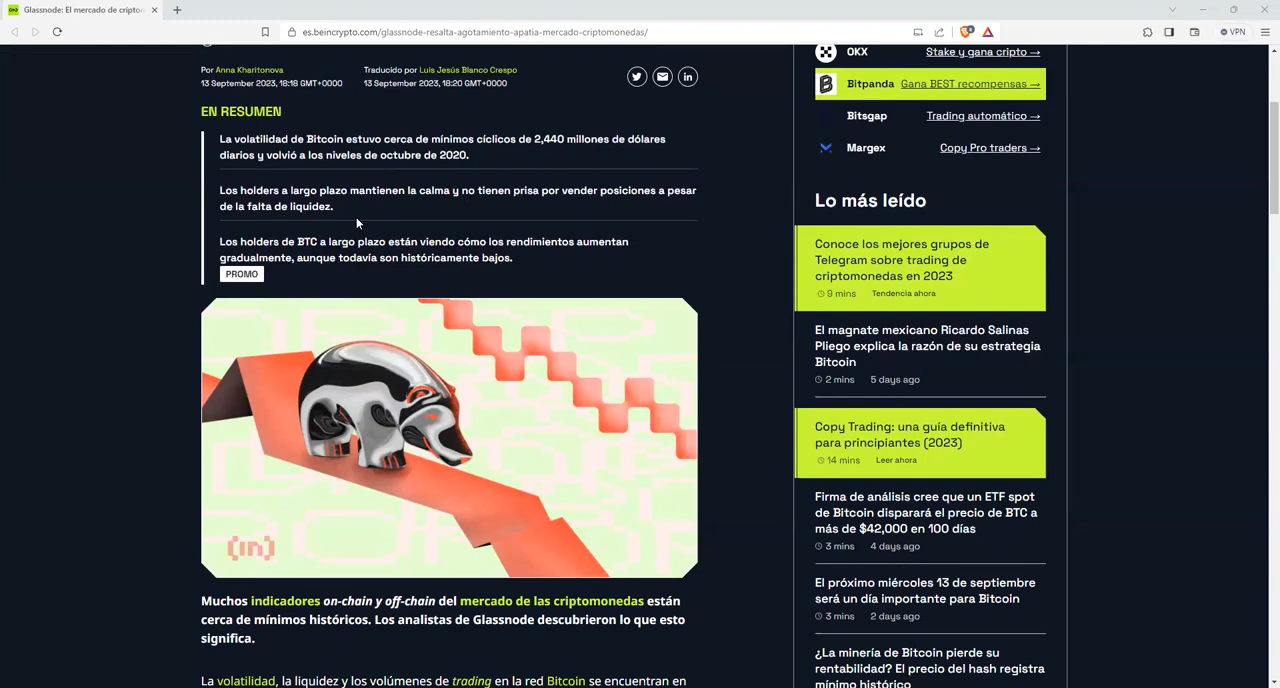 Glassnode: El mercado de cripton
es.beincrypto.com/glassnode-resalta-agotamiento-apatia-mercado-criptomonedas/
VPN
Por Anna Kharitonova
13 September 2023, 18:18 GMT+0000
Traducido por Luis Jesús Blanco Crespo
13 September 2023, 18:20 GMT+0000
EN RESUMEN
La volatilidad de Bitcoin estuvo cerca de mínimos cíclicos de 2,440 millones de dólares
diarios y volvió a los niveles de octubre de 2020.
Los holders a largo plazo mantienen la calma y no tienen prisa por vender posiciones a pesar
de la falta de liquidez.
Los holders de BTC a largo plazo están viendo cómo los rendimientos aumentan
gradualmente, aunque todavía son históricamente bajos.
PROMO
(in)
Muchos indicadores on-chain y off-chain del mercado de las criptomonedas están
cerca de mínimos históricos. Los analistas de Glassnode descubrieron lo que esto
significa.
La volatilidad, la liquidez y los volúmenes de trading en la red Bitcoin se encuentran en
OKX Stake y gana cripto →
Bitpanda Gana BEST recompensas →
Bitsgap Trading automático →
Margex Copy Pro traders →
Lo más leído
Conoce los mejores grupos de
Telegram sobre trading de
criptomonedas en 2023
9 mins Tendencia ahora
El magnate mexicano Ricardo Salinas
Pliego explica la razón de su estrategia
Bitcoin
2 mins 5 days ago
Copy Trading: una guía definitiva
para principiantes (2023)
14 mins Leer ahora
Firma de análisis cree que un ETF spot
de Bitcoin disparará el precio de BTC a
más de $42,000 en 100 días
3 mins 4 days ago
El próximo miércoles 13 de septiembre
será un día importante para Bitcoin
3 mins 2 days ago
¿La minería de Bitcoin pierde su
rentabilidad? El precio del hash registra
mínimo histórico